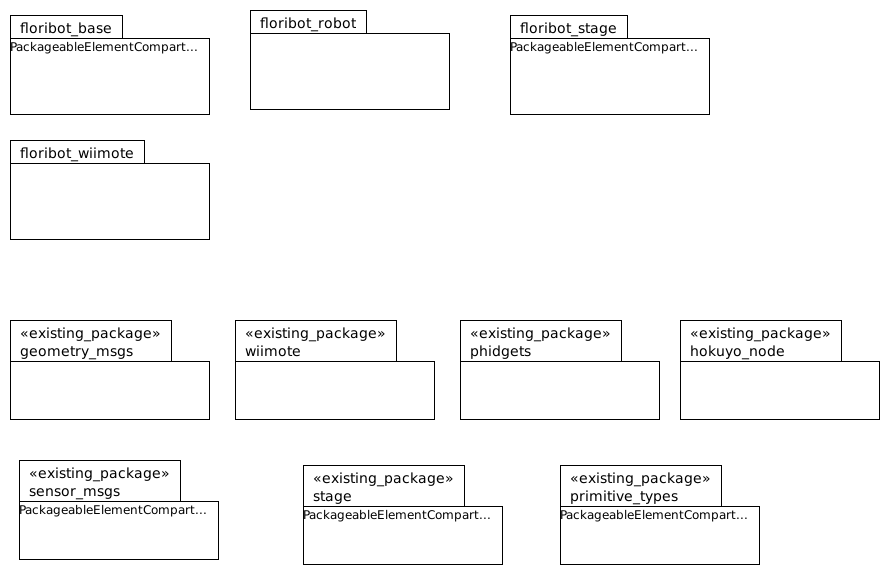 floribot_base
PackageableElementCompart...
floribot_robot
floribot_stage
PackageableElementCompart...
floribot_wiimote
«existing_package»
geometry_msgs
«existing_package»
wiimote
«existing_package»
phidgets
«existing_package»
hokuyo_node
«existing_package»
sensor_msgs
PackageableElementCompart...
«existing_package»
stage
PackageableElementCompart...
«existing_package»
primitive_types
PackageableElementCompart...